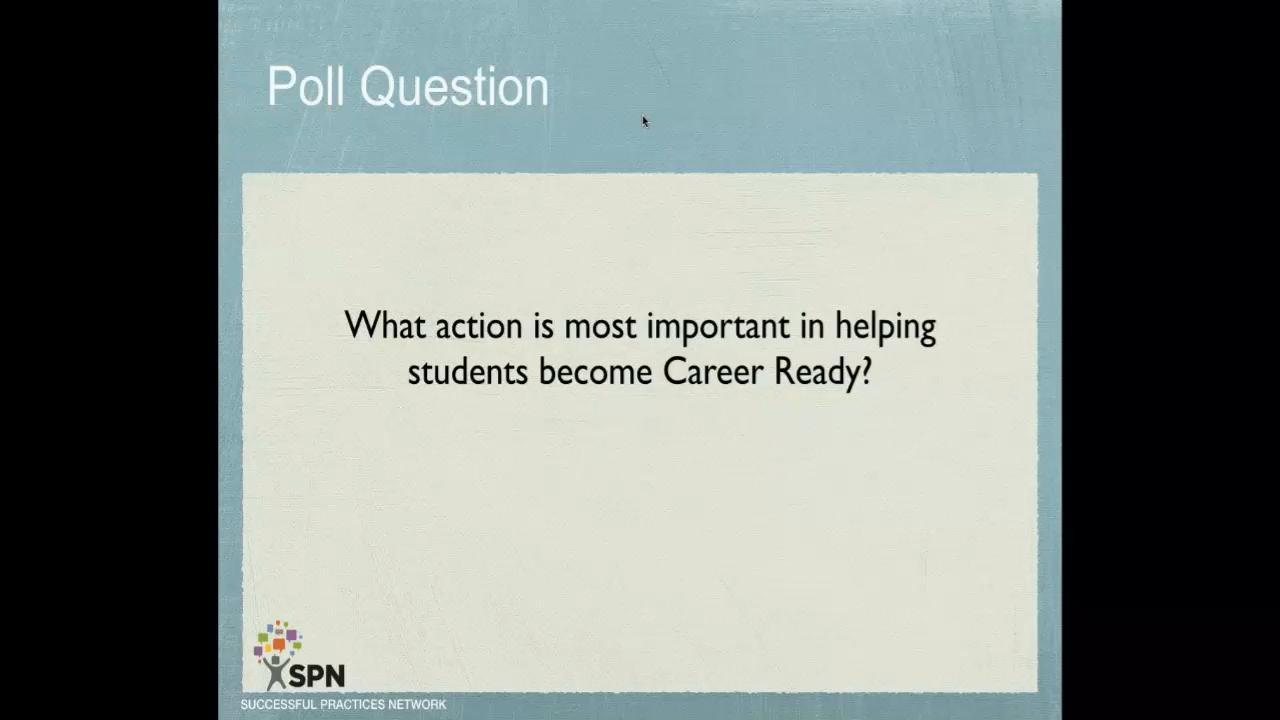 Poll Question
What action is most important in helping
students become Career Ready?
SPN
SUCCESSFUL PRACTICES NETWORK